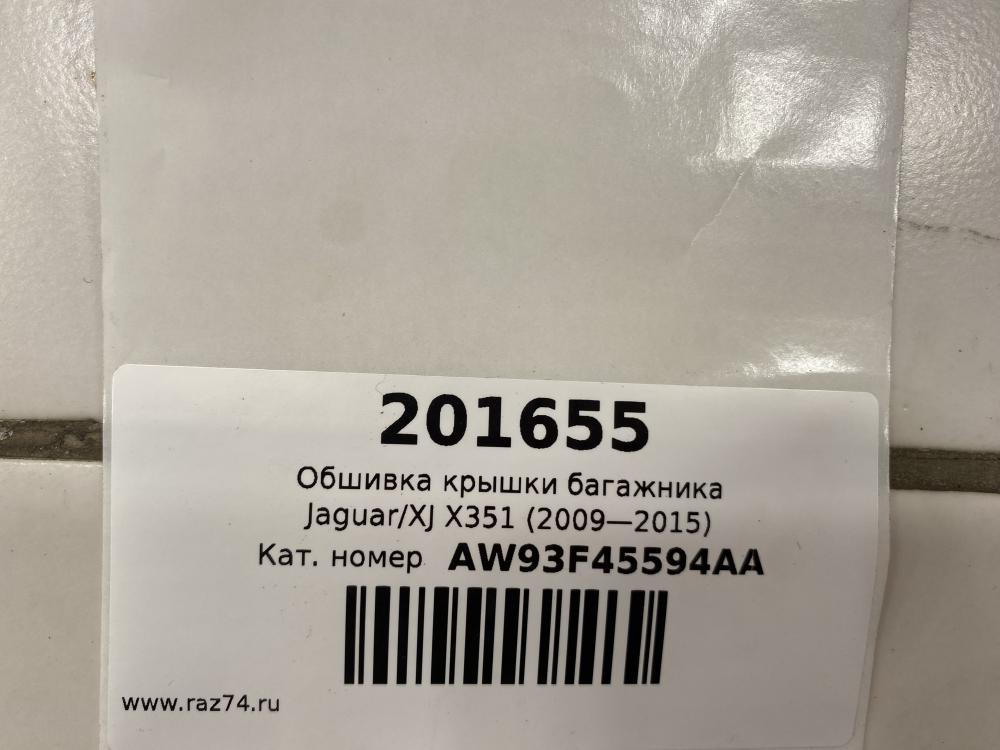 201655
Обшивка крышки багажника
Jaguar/XJ X351 (2009—2015)
Кат. номер AW93F45594AA
www.raz74.ru